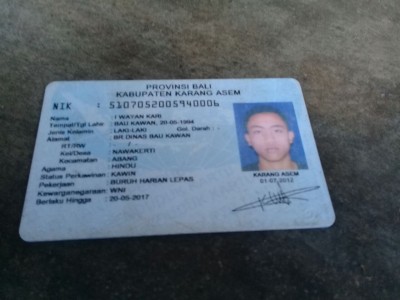 PROVINSI BALI
KABUPATEN KARANG ASEM
NIK : 5107052005940006
Nama : I WAYAN KARI
Tempat/Tgl Lahir : BAU KAWAN, 20-05-1994
Jenis Kelamin : LAKI-LAKI Gol. Darah : -
Alamat : BR.DINAS BAU KAWAN
RT/RW : /
Kel/Desa : NAWAKERTI
Kecamatan : ABANG
Agama : HINDU
Status Perkawinan : KAWIN
Pekerjaan : BURUH HARIAN LEPAS
Kewarganegaraan : WNI
Berlaku Hingga : 20-05-2017
KARANG ASEM
01-07-2012